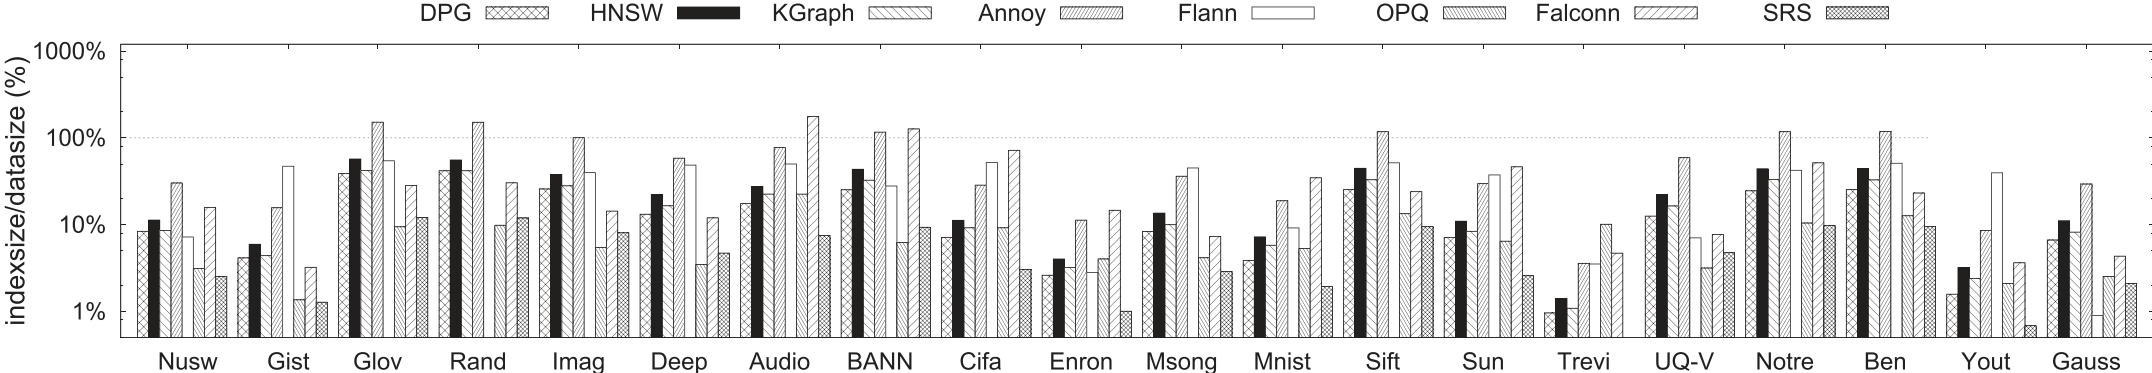 DPG HNSW KGraph Annoy Flann OPQ Falconn SRS
1000%
100%
10%
1%
indexsize/datasize (%)
Nusw Gist Glov Rand Imag Deep Audio BANN Cifa Enron Msong Mnist Sift Sun Trevi UQ-V Notre Ben Yout Gauss